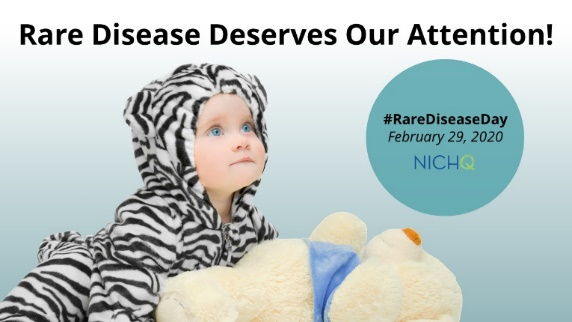 Rare Disease Deserves Our Attention!
#RareDiseaseDay
February 29, 2020
NICHQ